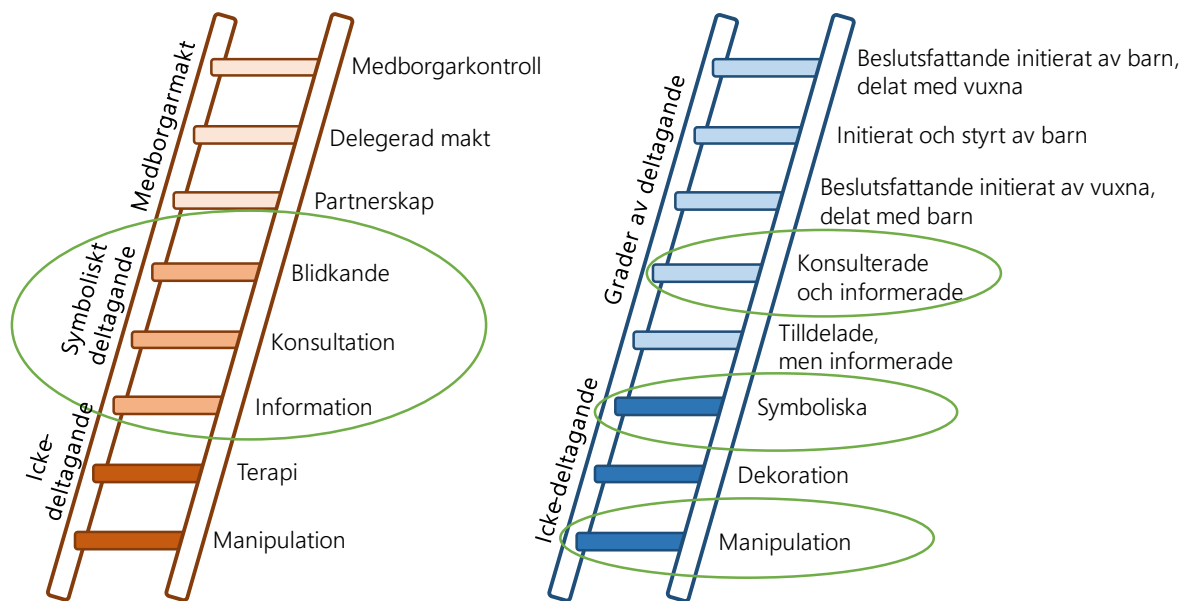 Medborgarmakt
Symboliskt
deltagande
Icke-
deltagande
Medborgarkontroll
Delegerad makt
Partnerskap
Blidkande
Konsultation
Information
Terapi
Manipulation
Grader av deltagande
Icke-deltagande
Beslutsfattande initierat av barn,
delat med vuxna
Initierat och styrt av barn
Beslutsfattande initierat av vuxna,
delat med barn
Konsulterade
och informerade
Tilldelade,
men informerade
Symboliska
Dekoration
Manipulation